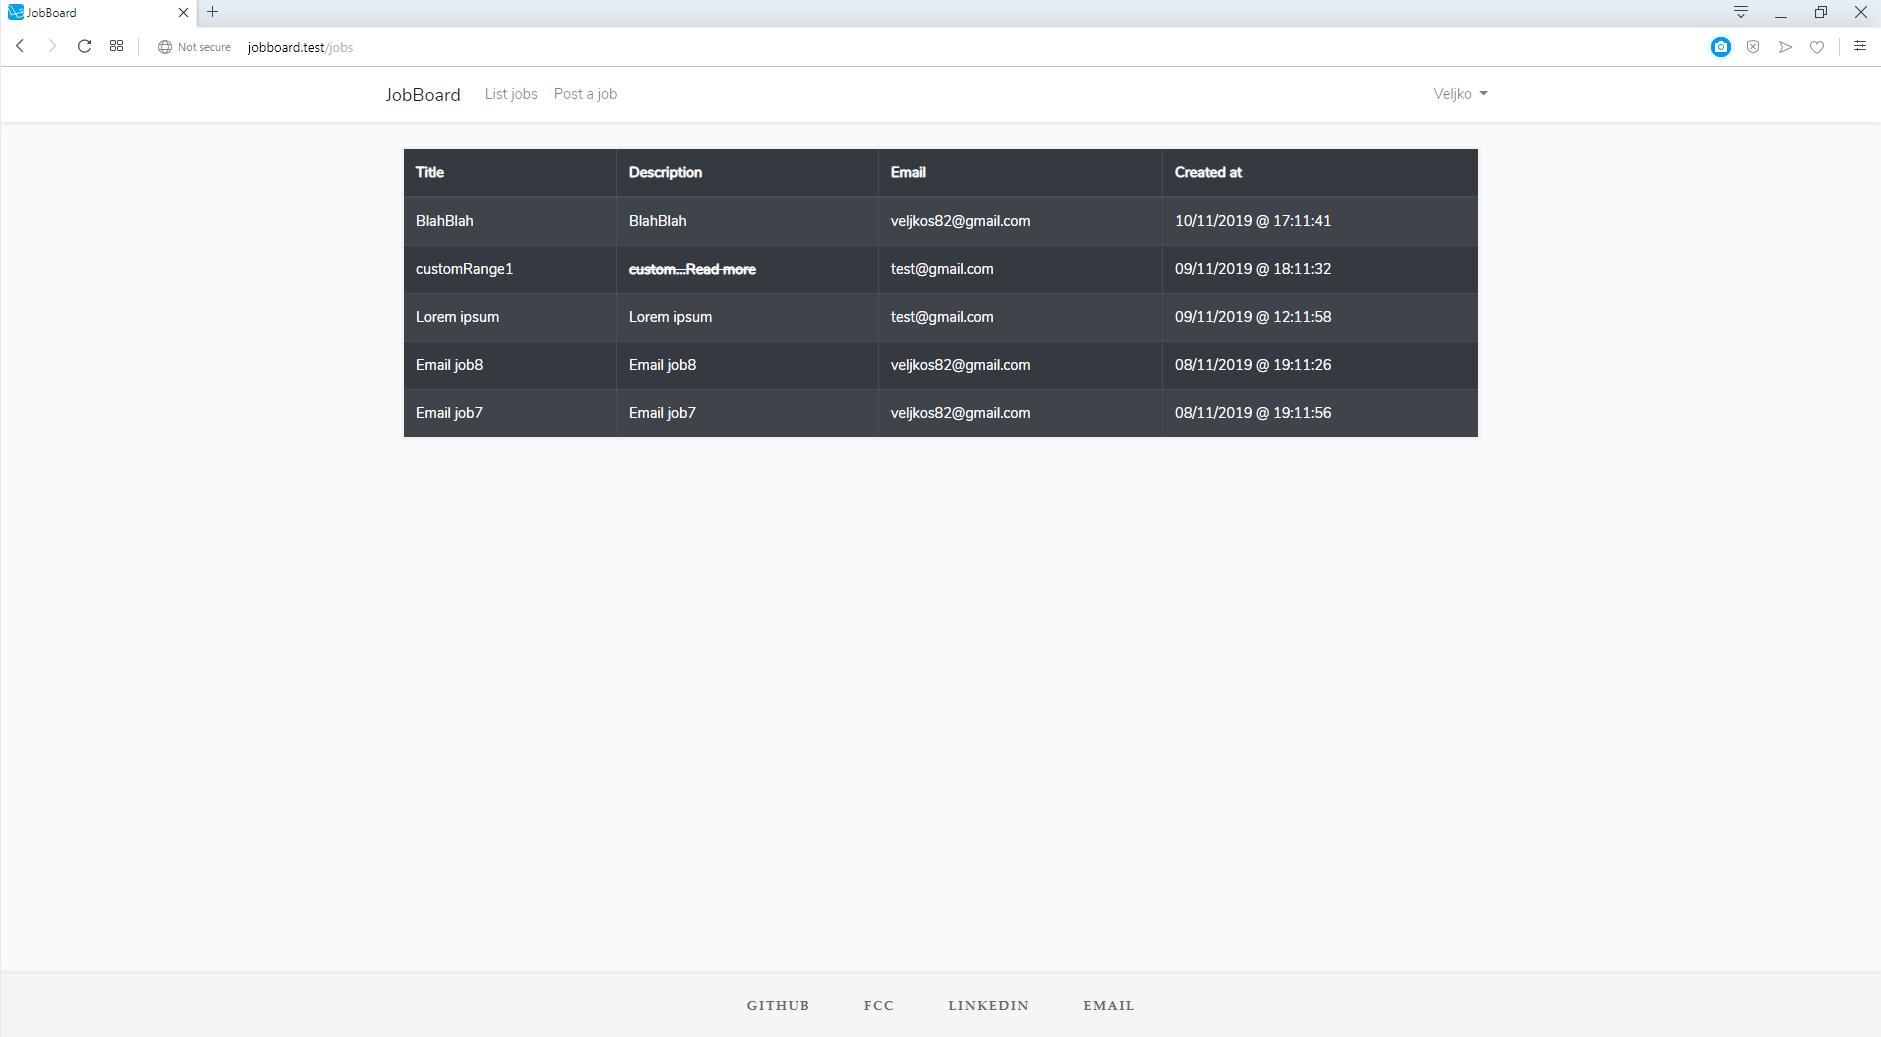 JobBoard
Not secure jobboard.test/jobs
JobBoard List jobs Post a job Veljko
Title Description Email Created at
BlahBlah BlahBlah veljkos82@gmail.com 10/11/2019 @ 17:11:41
customRange1 custom...Read more test@gmail.com 09/11/2019 @ 18:11:32
Lorem ipsum Lorem ipsum test@gmail.com 09/11/2019 @ 12:11:58
Email job8 Email job8 veljkos82@gmail.com 08/11/2019 @ 19:11:26
Email job7 Email job7 veljkos82@gmail.com 08/11/2019 @ 19:11:56
GITHUB FCC LINKEDIN EMAIL